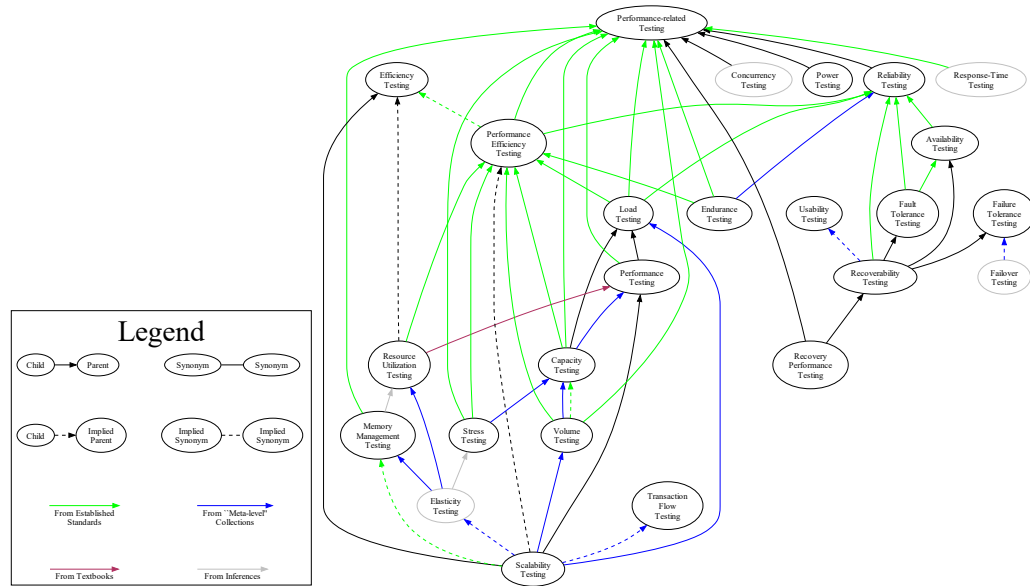 Performance-related
Testing
Efficiency
Testing
Concurrency
Testing
Power
Testing
Reliability
Testing
Response-Time
Testing
Performance
Efficiency
Testing
Availability
Testing
Load
Testing
Endurance
Testing
Usability
Testing
Fault
Tolerance
Testing
Failure
Tolerance
Testing
Performance
Testing
Recoverability
Testing
Failover
Testing
Resource
Utilization
Testing
Capacity
Testing
Recovery
Performance
Testing
Memory
Management
Testing
Stress
Testing
Volume
Testing
Elasticity
Testing
Transaction
Flow
Testing
Scalability
Testing
Legend
Child
Parent
Synonym
Synonym
Child
Implied
Parent
Implied
Synonym
Implied
Synonym
From Established
Standards
From ``Meta-level''
Collections
From Textbooks
From Inferences